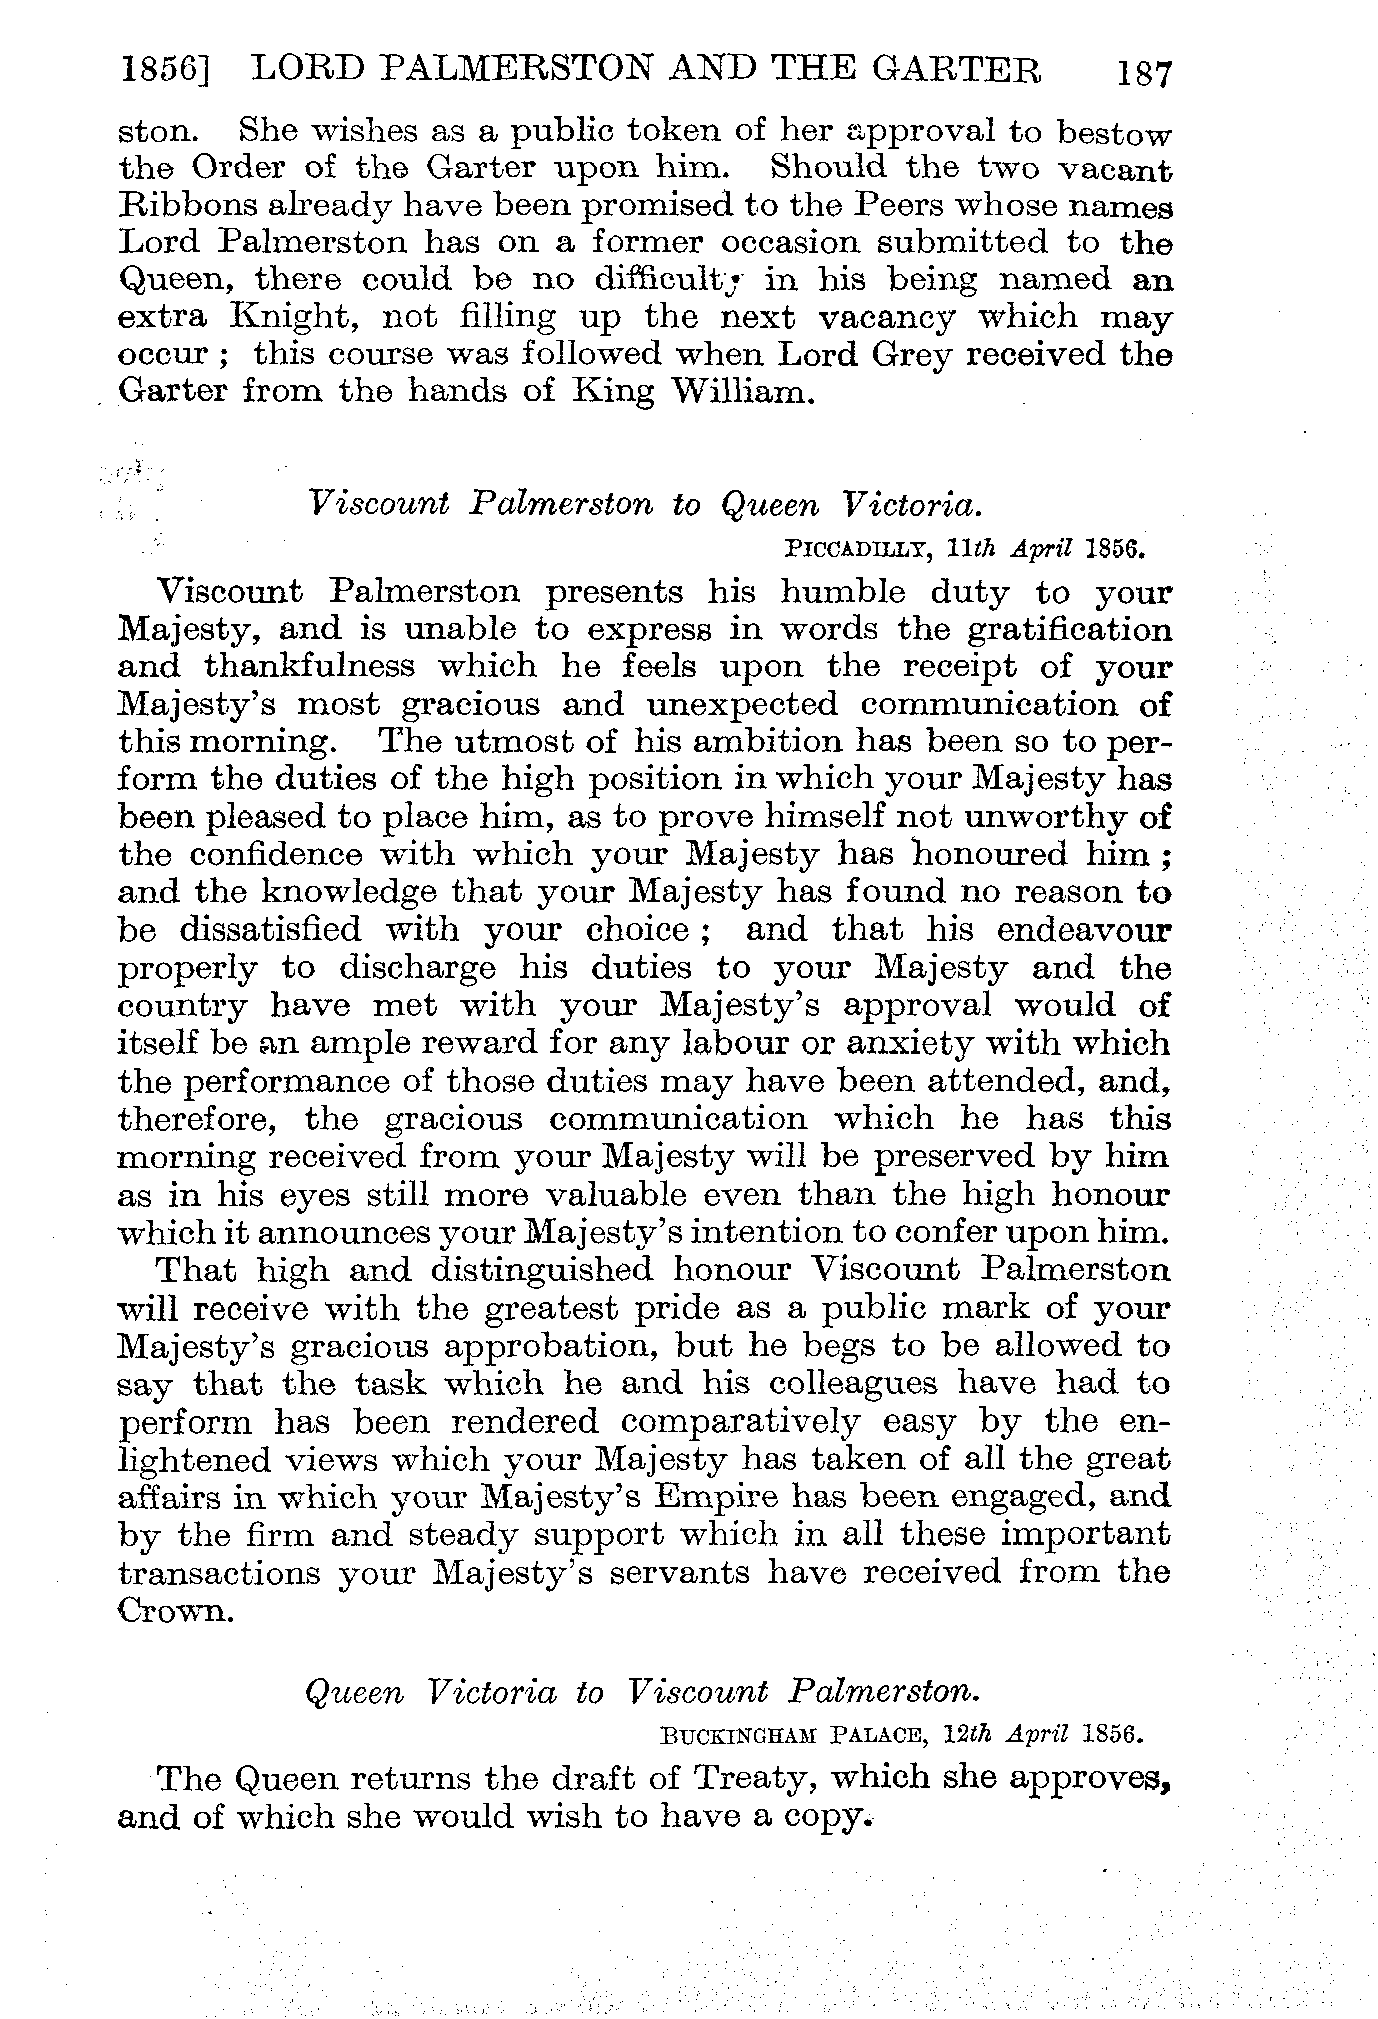 1856] LORD PALMERSTON AND THE GARTER 187
ston. She wishes as a public token of her approval to bestow
the Order of the Garter upon him. Should the two vacant
Ribbons already have been promised to the Peers whose names
Lord Palmerston has on a former occasion submitted to the
Queen, there could be no difficulty in his being named an
extra Knight, not filling up the next vacancy which may
occur ; this course was followed when Lord Grey received the
Garter from the hands of King William.
Viscount Palmerston to Queen Victoria.
PICCADILLY, 11th April 1856.
Viscount Palmerston presents his humble duty to your
Majesty, and is unable to express in words the gratification
and thankfulness which he feels upon the receipt of your
Majesty's most gracious and unexpected communication of
this morning. The utmost of his ambition has been so to per-
form the duties of the high position in which your Majesty has
been pleased to place him, as to prove himself not unworthy of
the confidence with which your Majesty has honoured him ;
and the knowledge that your Majesty has found no reason to
be dissatisfied with your choice ; and that his endeavour
properly to discharge his duties to your Majesty and the
country have met with your Majesty's approval would of
itself be an ample reward for any labour or anxiety with which
the performance of those duties may have been attended, and,
therefore, the gracious communication which he has this
morning received from your Majesty will be preserved by him
as in his eyes still more valuable even than the high honour
which it announces your Majesty's intention to confer upon him.
That high and distinguished honour Viscount Palmerston
will receive with the greatest pride as a public mark of your
Majesty's gracious approbation, but he begs to be allowed to
say that the task which he and his colleagues have had to
perform has been rendered comparatively easy by the en-
lightened views which your Majesty has taken of all the great
affairs in which your Majesty's Empire has been engaged, and
by the firm and steady support which in all these important
transactions your Majesty's servants have received from the
Crown.
Queen Victoria to Viscount Palmerston.
BUCKINGHAM PALACE, 12th April 1856.
The Queen returns the draft of Treaty, which she approves,
and of which she would wish to have a copy.